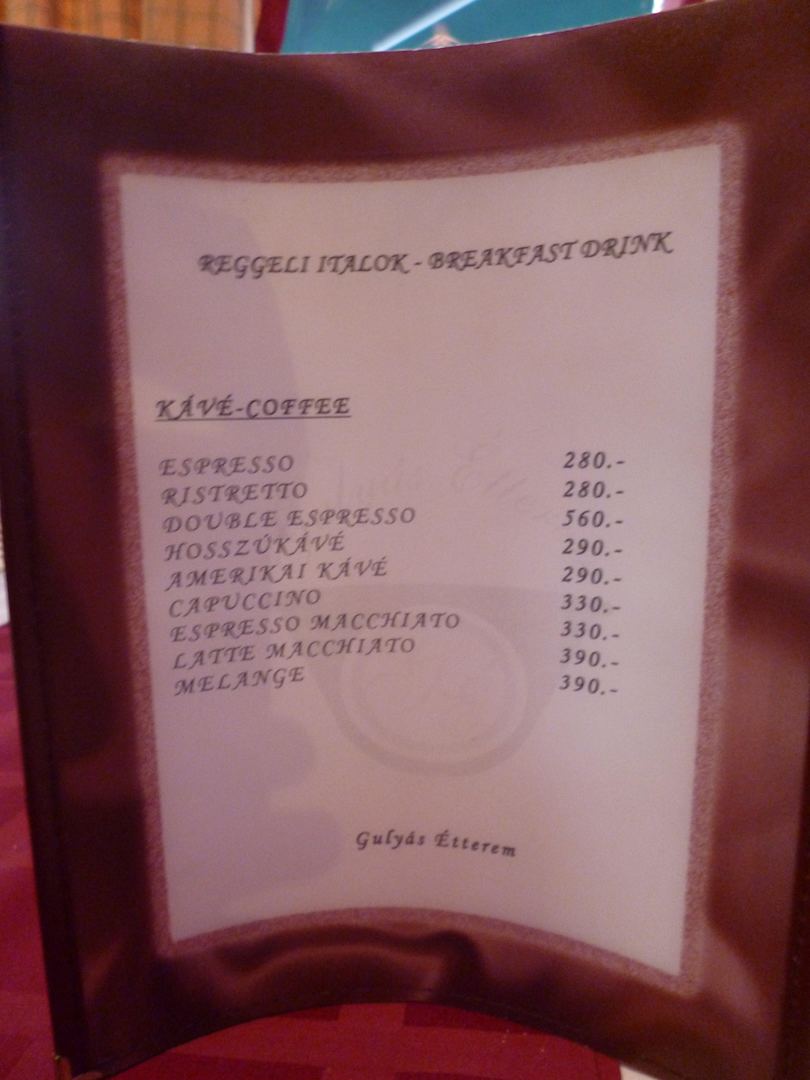 REGGELI ITALOK - BREAKFAST DRINK
KÁVÉ-COFFEE
ESPRESSO 280.-
RISTRETTO 280.-
DOUBLE ESPRESSO 560.-
HOSSZÚKÁVÉ 290.-
AMERIKAI KÁVÉ 290.-
CAPUCCINO 330.-
ESPRESSO MACCHIATO 330.-
LATTE MACCHIATO 390.-
MELANGE 390.-
Gulyás Étterem